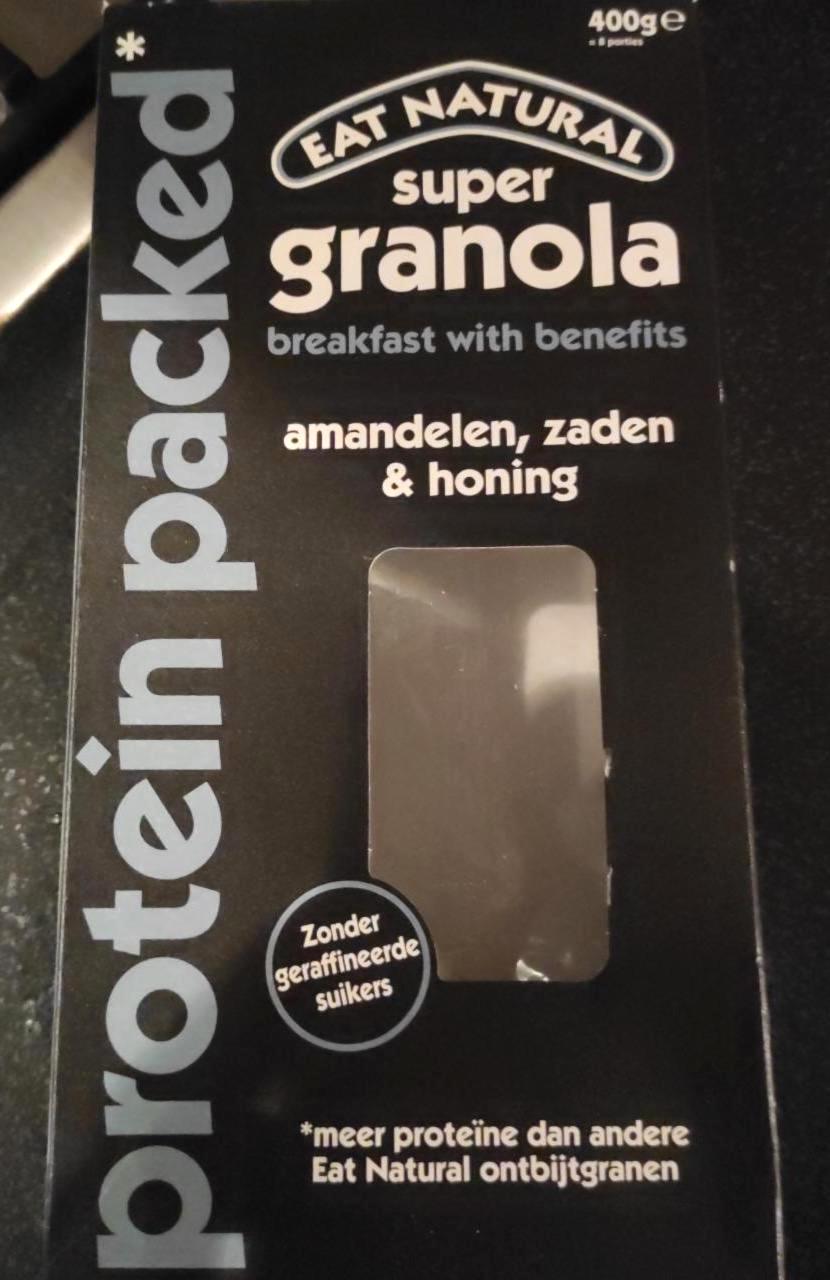 400g℮
= 8 porties
protein packed*
EAT NATURAL
super
granola
breakfast with benefits
amandelen, zaden
& honing
Zonder
geraffineerde
suikers
*meer proteïne dan andere
Eat Natural ontbijtgranen